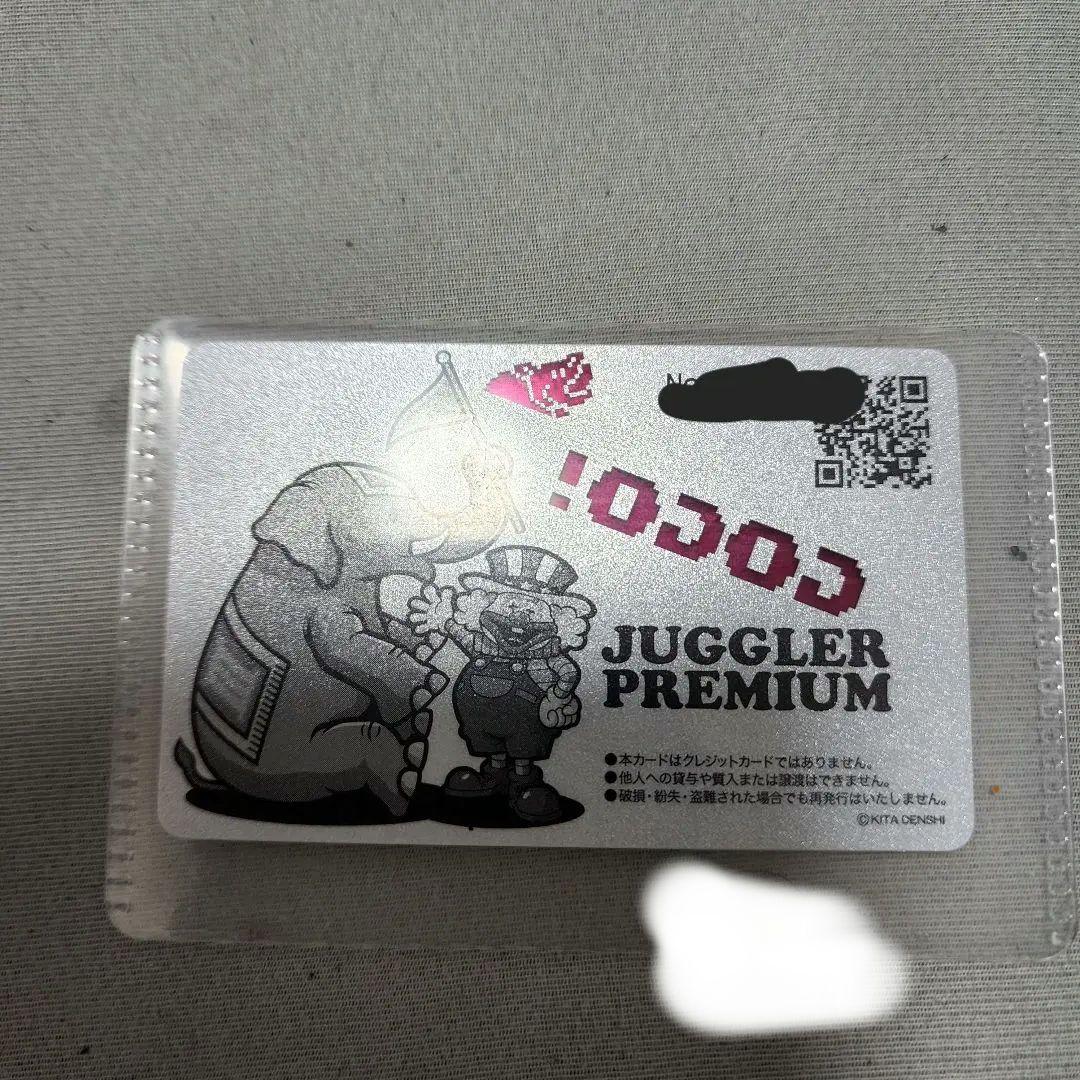 No
GOGO!
JUGGLER
PREMIUM
●本カードはクレジットカードではありません。
●他人への貸与や質入または譲渡はできません。
●破損・紛失・盗難された場合でも再発行はいたしません。
©KITA DENSHI